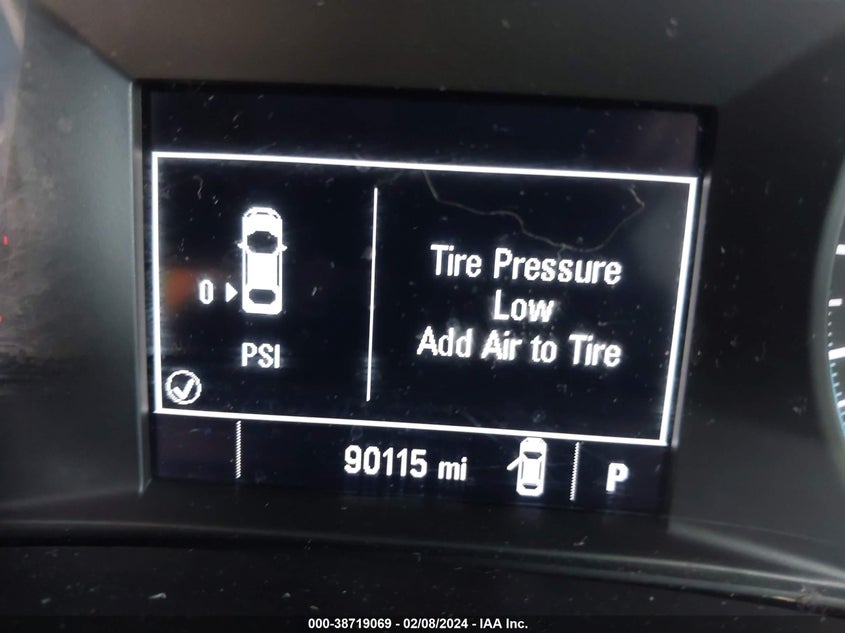 Tire Pressure
Low
Add Air to Tire
0
PSI
90115 mi
P
000-38719069 - 02/08/2024 - IAA Inc.